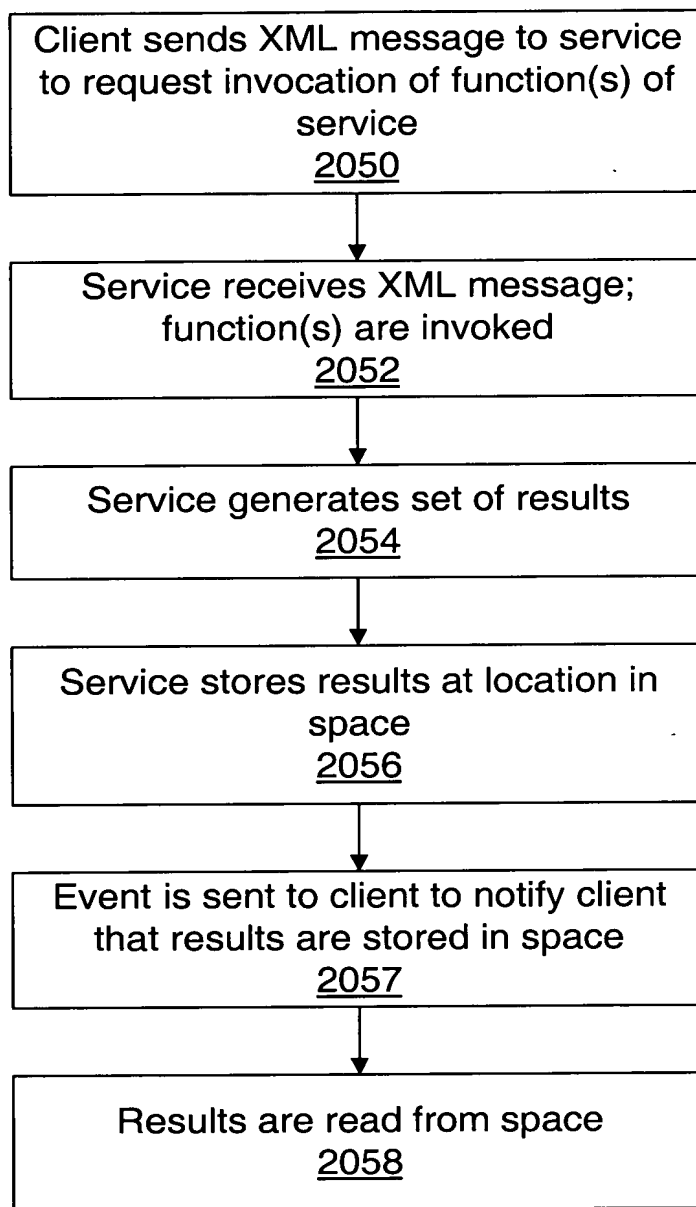 Client sends XML message to service
to request invocation of function(s) of
service
2050
Service receives XML message;
function(s) are invoked
2052
Service generates set of results
2054
Service stores results at location in
space
2056
Event is sent to client to notify client
that results are stored in space
2057
Results are read from space
2058